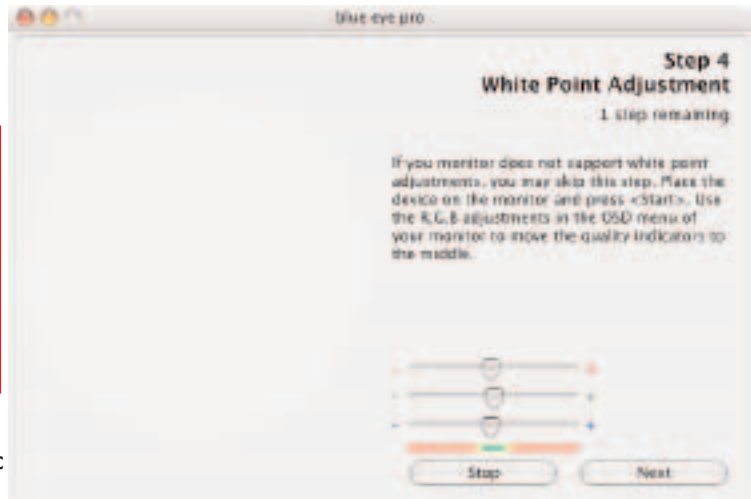 blue eye pro
Step 4
White Point Adjustment
1 step remaining
If you monitor does not support white point
adjustments, you may skip this step. Place the
device on the monitor and press <Start>. Use
the R,G,B adjustments in the OSD menu of
your monitor to move the quality indicators to
the middle.
- +
- +
- +
Stop Next
c